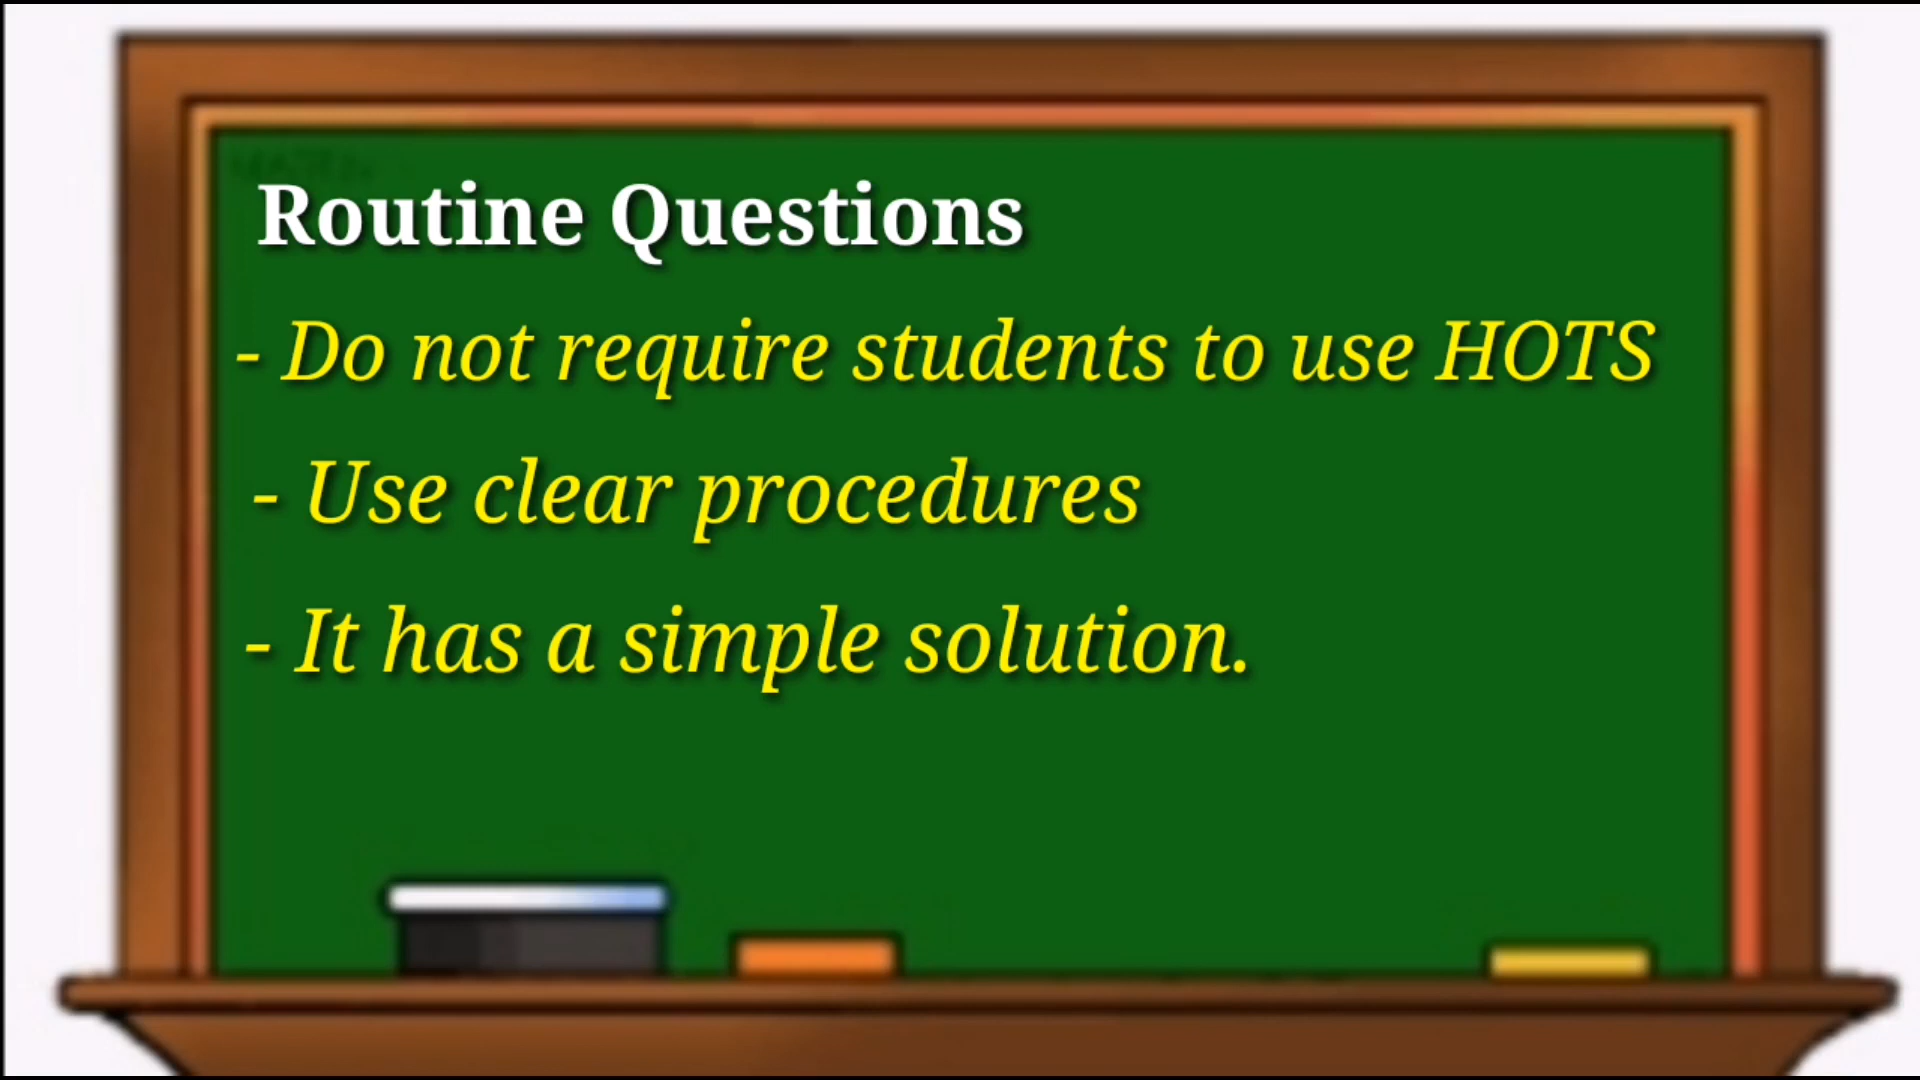 Routine Questions
- Do not require students to use HOTS
- Use clear procedures
- It has a simple solution.